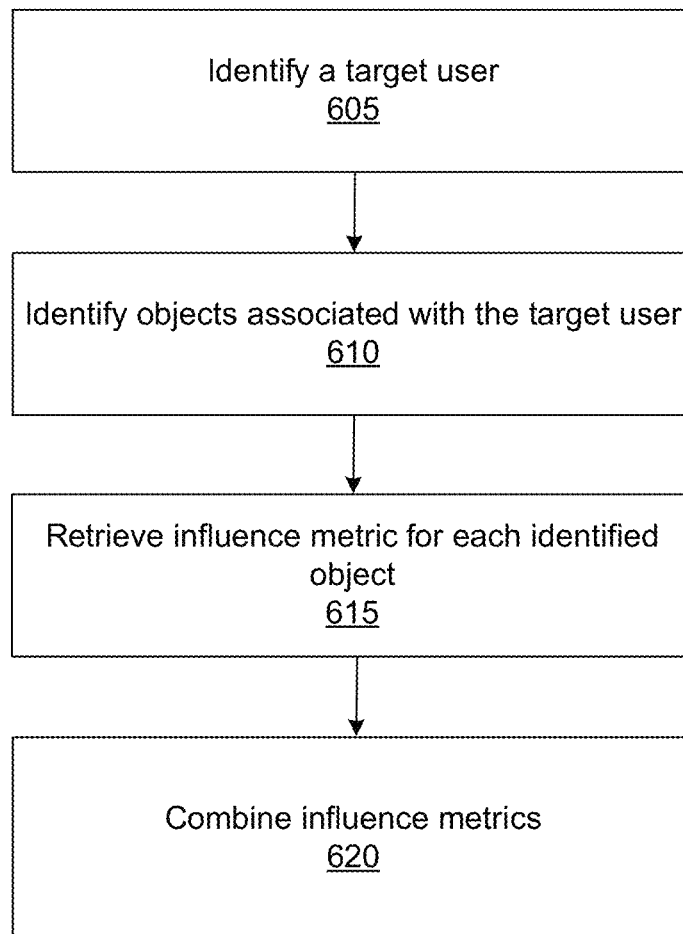 Identify a target user
605
Identify objects associated with the target user
610
Retrieve influence metric for each identified
object
615
Combine influence metrics
620